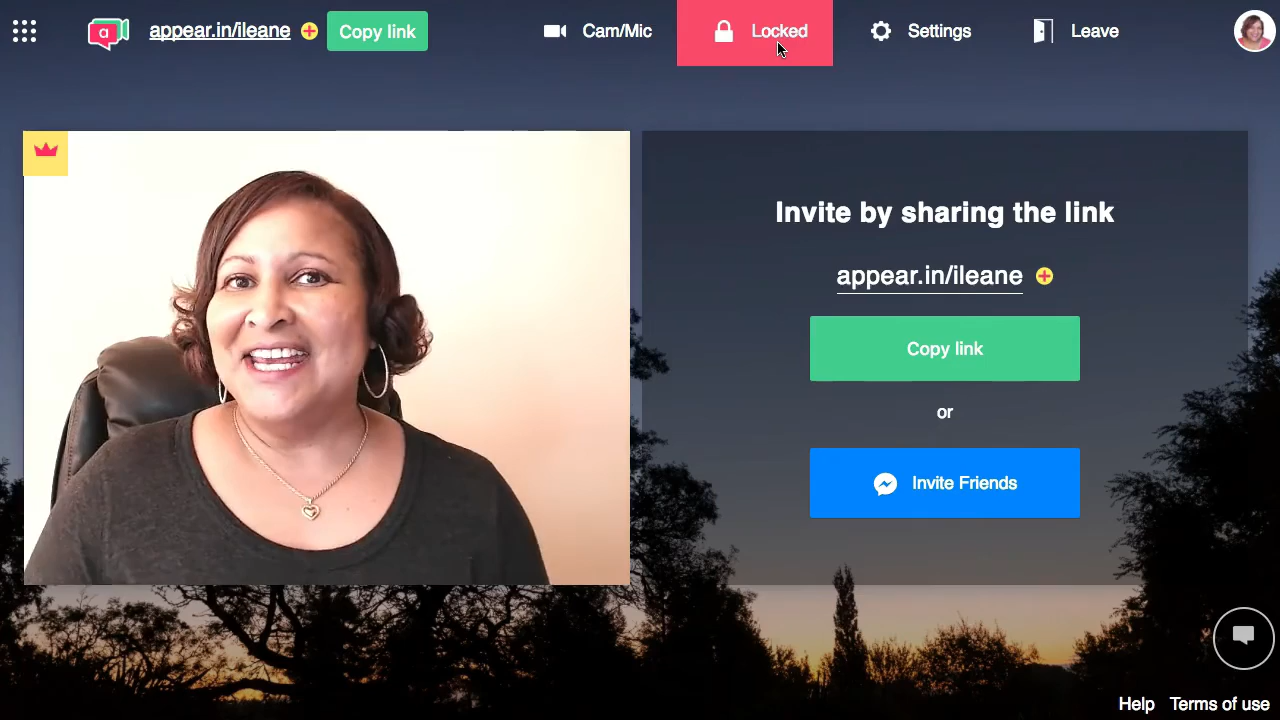 a appear.in/ileane + Copy link Cam/Mic Locked Settings Leave
Invite by sharing the link
appear.in/ileane +
Copy link
or
Invite Friends
Help Terms of use